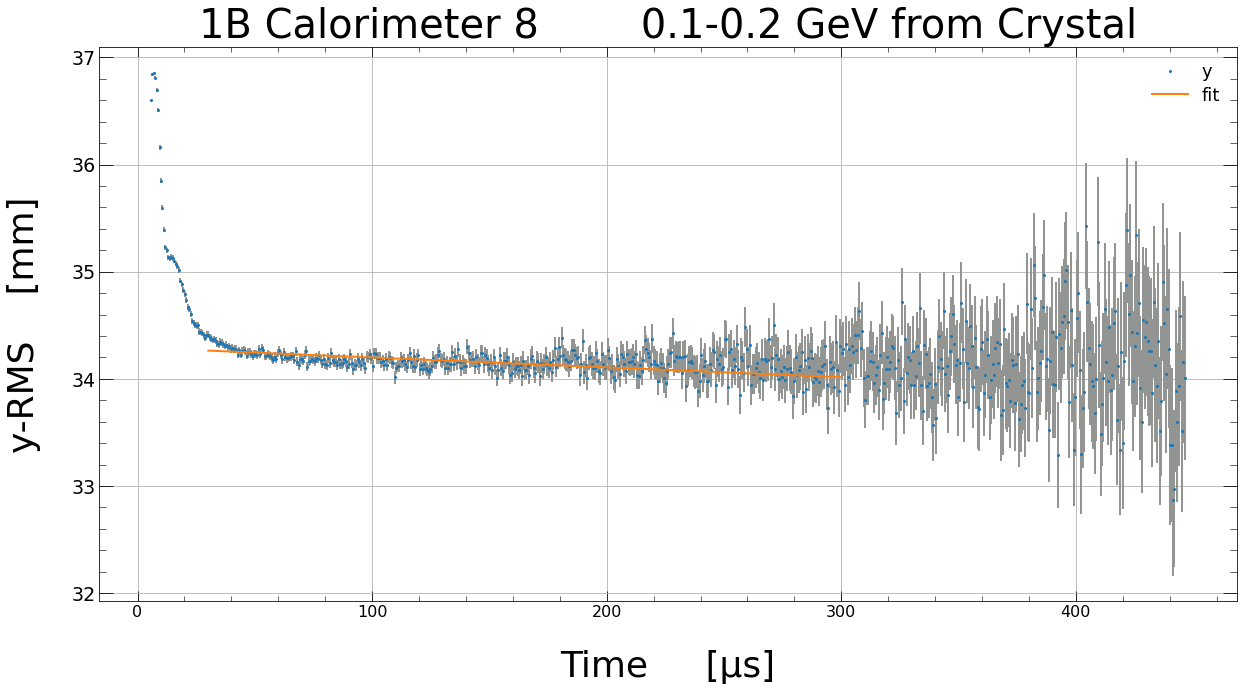 1B Calorimeter 8 0.1-0.2 GeV from Crystal
y
fit
37
36
35
34
33
32
y-RMS [mm]
0 100 200 300 400
Time [µs]